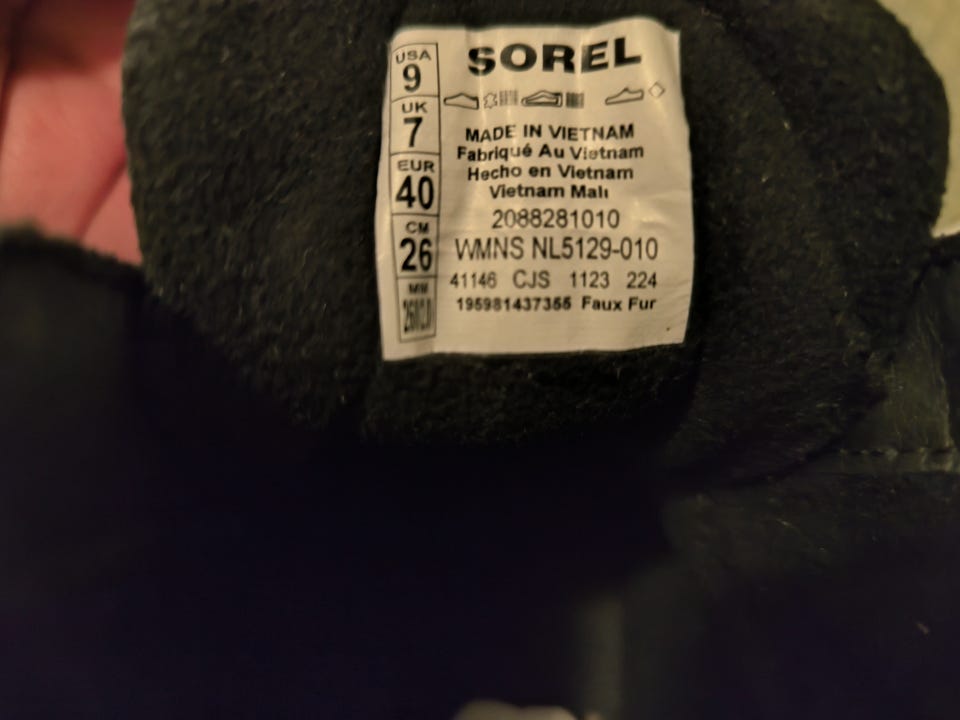 USA
9
UK
7
EUR
40
CM
26
MM
SOREL
MADE IN VIETNAM
Fabriqué Au Vietnam
Hecho en Vietnam
Vietnam Malı
2088281010
WMNS NL5129-010
41146 CJS 1123 224
195981437355 Faux Fur